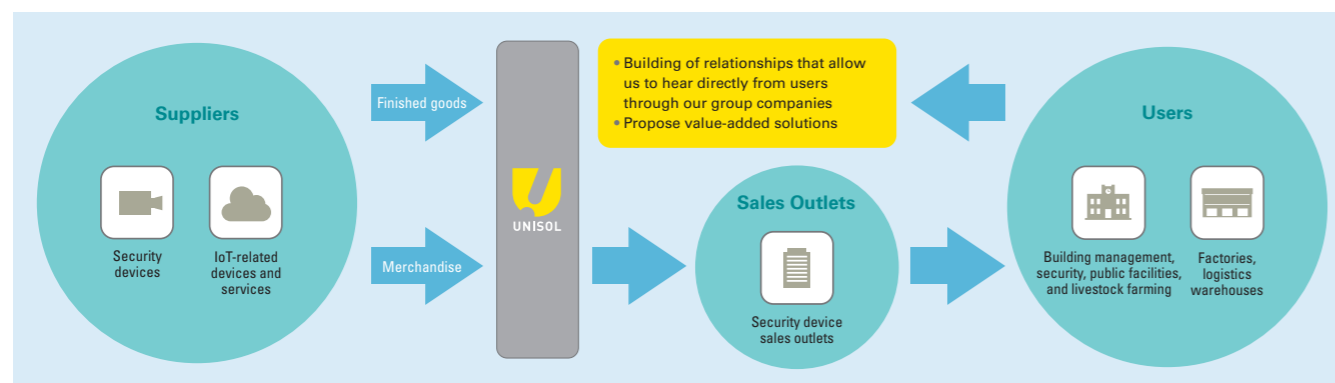 Suppliers
Security
devices
IoT-related
devices and
services
Finished goods
Merchandise
UNISOL
• Building of relationships that allow
us to hear directly from users
through our group companies
• Propose value-added solutions
Sales Outlets
Security device
sales outlets
Users
Building management,
security, public facilities,
and livestock farming
Factories,
logistics
warehouses